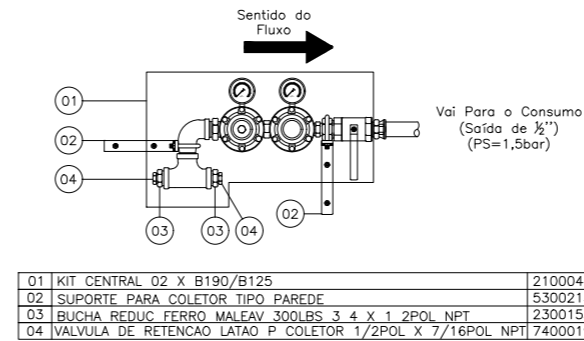 Sentido do
Fluxo
01
02
04
03
03
04
02
Vai Para o Consumo
(Saída de ½'')
(PS=1,5bar)
01 KIT CENTRAL 02 X B190/B125 210004
02 SUPORTE PARA COLETOR TIPO PAREDE 530021
03 BUCHA REDUC FERRO MALEAV 300LBS 3 4 X 1 2POL NPT 230015
04 VALVULA DE RETENCAO LATAO P COLETOR 1/2POL X 7/16POL NPT 740001